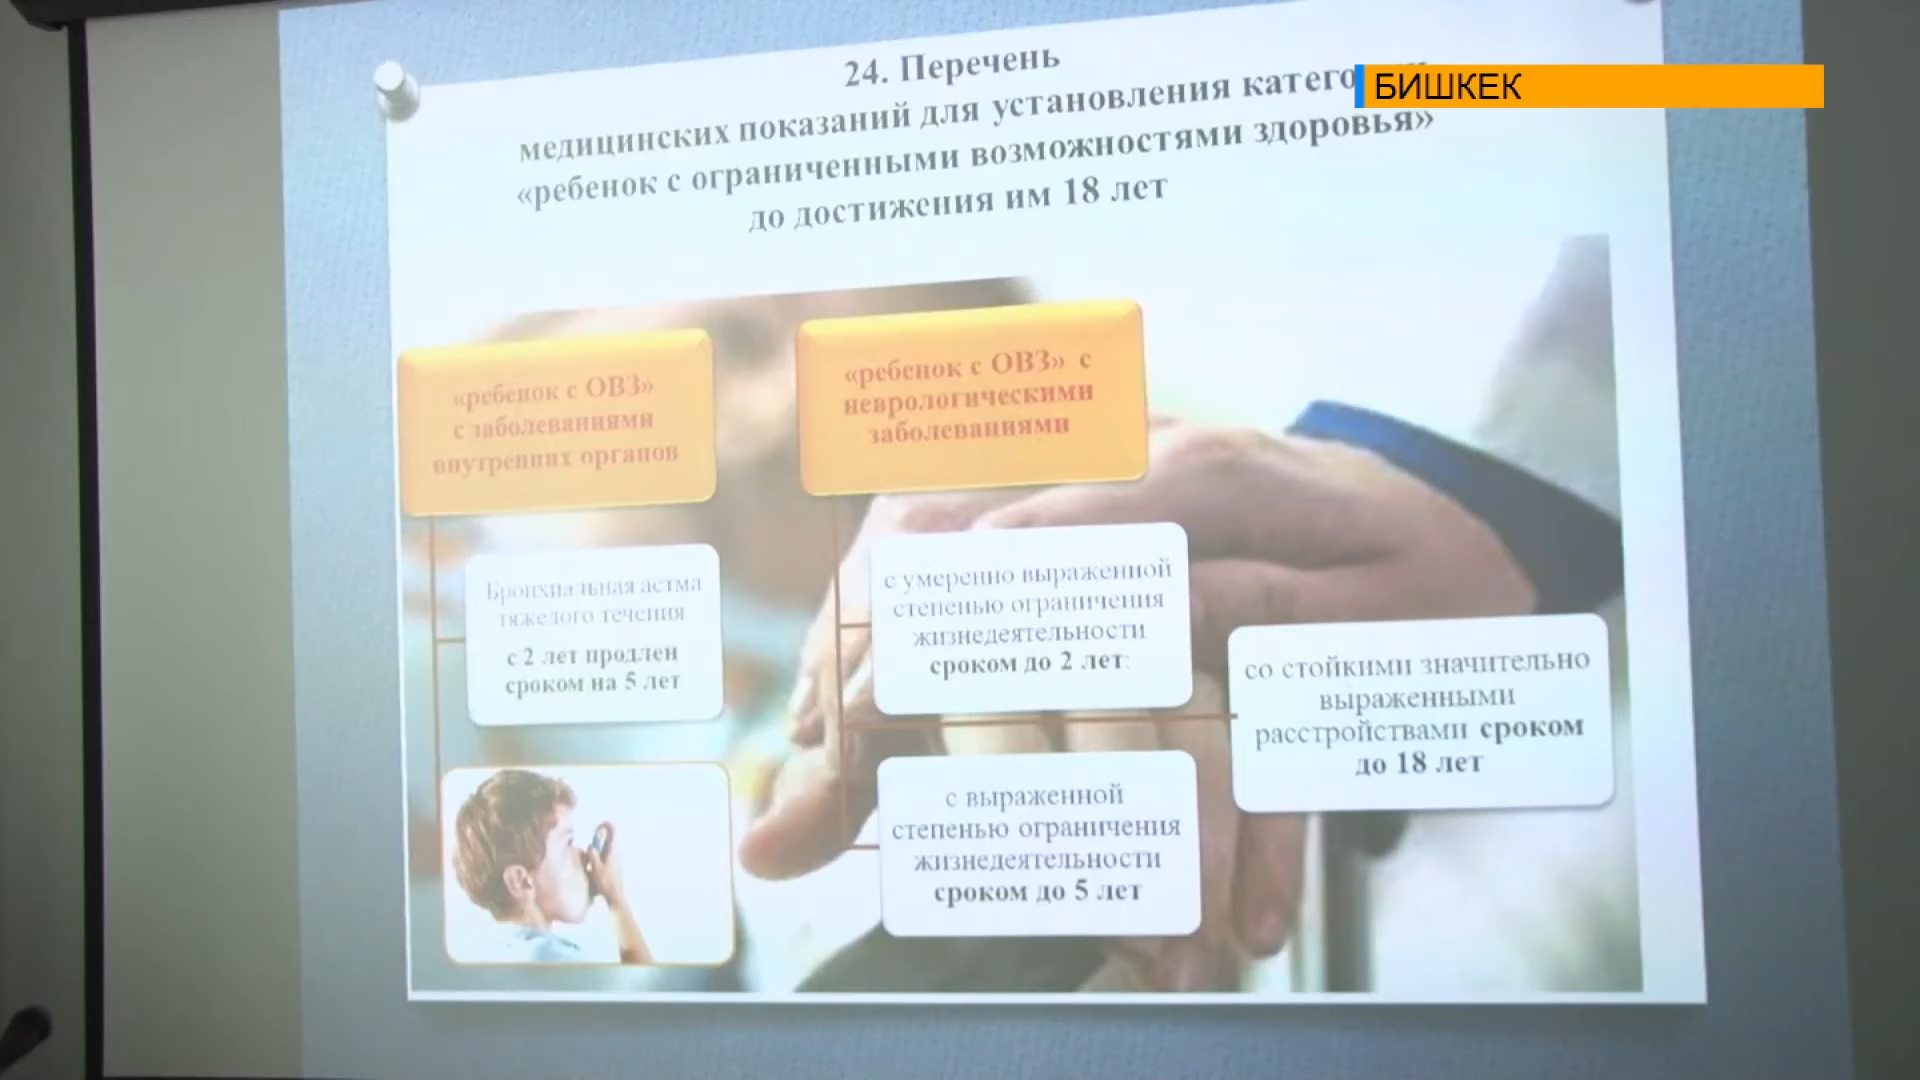 24. Перечень
медицинских показаний для установления
«ребенок с ограниченными возможностями здоровья»
до достижения им 18 лет
БИШКЕК
«ребенок с ОВЗ»
с заболеваниями
внутренних органов
Бронхиальная астма
тяжелого течения
с 2 лет продлен
сроком на 5 лет
«ребенок с ОВЗ» с
неврологическими
заболеваниями
с умеренно выраженной
степенью ограничения
жизнедеятельности
сроком до 2 лет:
с выраженной
степенью ограничения
жизнедеятельности
сроком до 5 лет
со стойкими значительно
выраженными
расстройствами сроком
до 18 лет